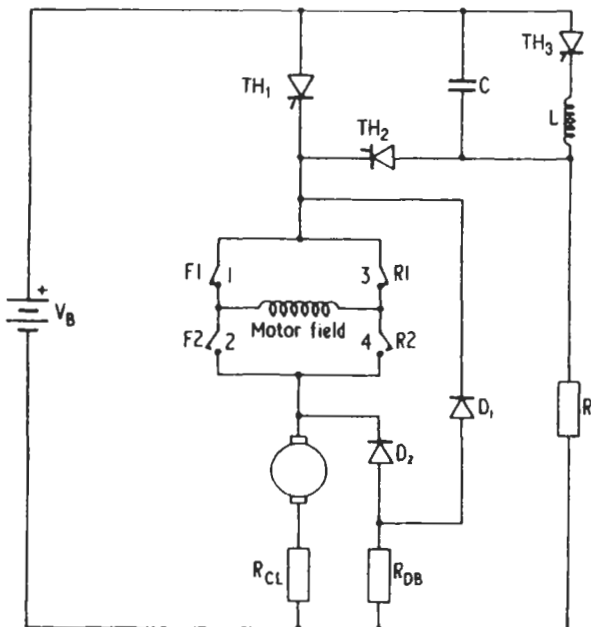 TH3
TH1
C
L
TH2
F1 1 3 R1
Motor field
+
VB
F2 2 4 R2
D1
R
D2
RCL
RDB